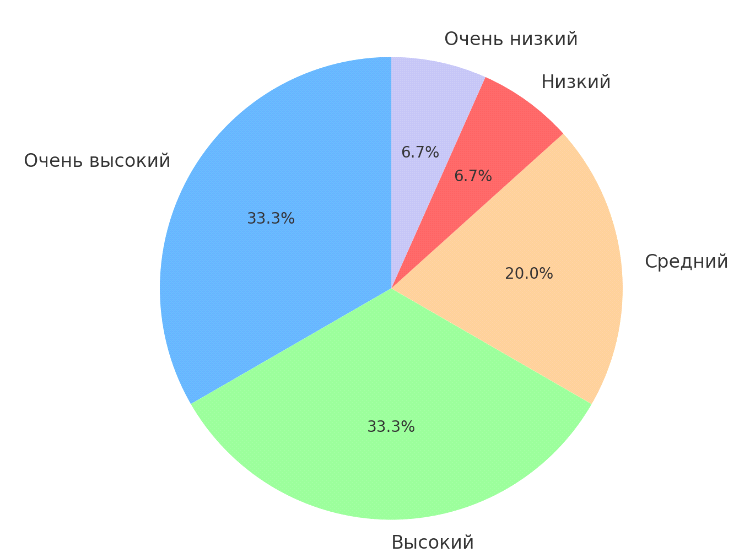 Очень низкий
Низкий
6.7%
Очень высокий
6.7%
33.3%
Средний
20.0%
33.3%
Высокий